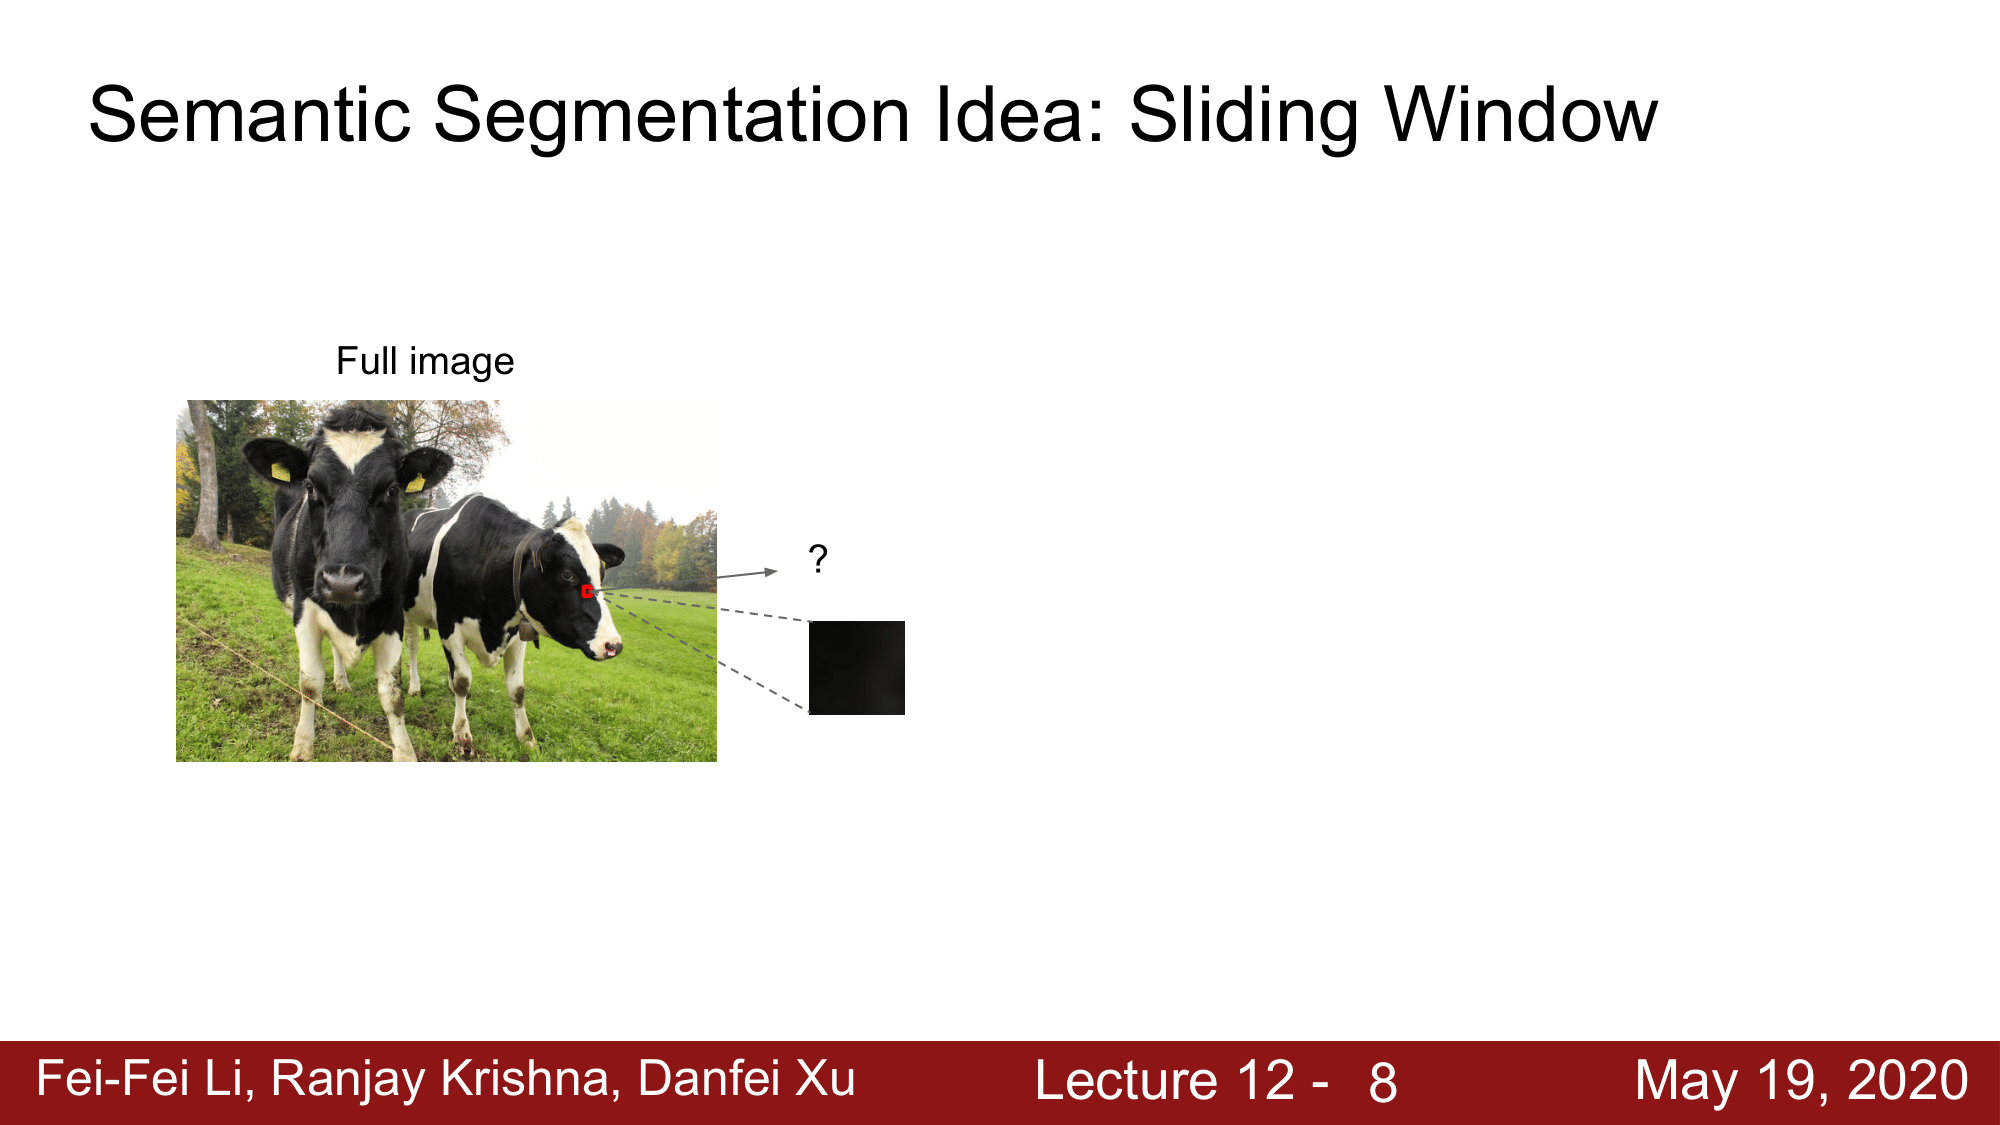 Semantic Segmentation Idea: Sliding Window
Full image
?
Fei-Fei Li, Ranjay Krishna, Danfei Xu
Lecture 12 - 8
May 19, 2020